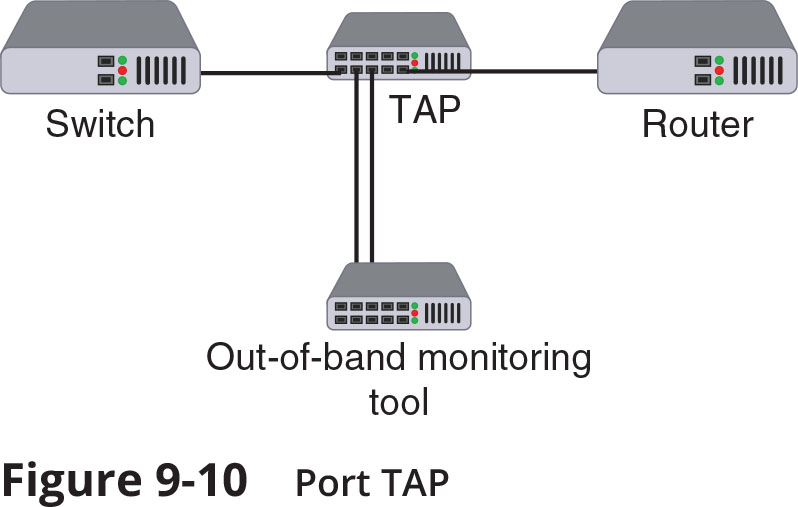 Switch
TAP
Router
Out-of-band monitoring
tool
Figure 9-10 Port TAP